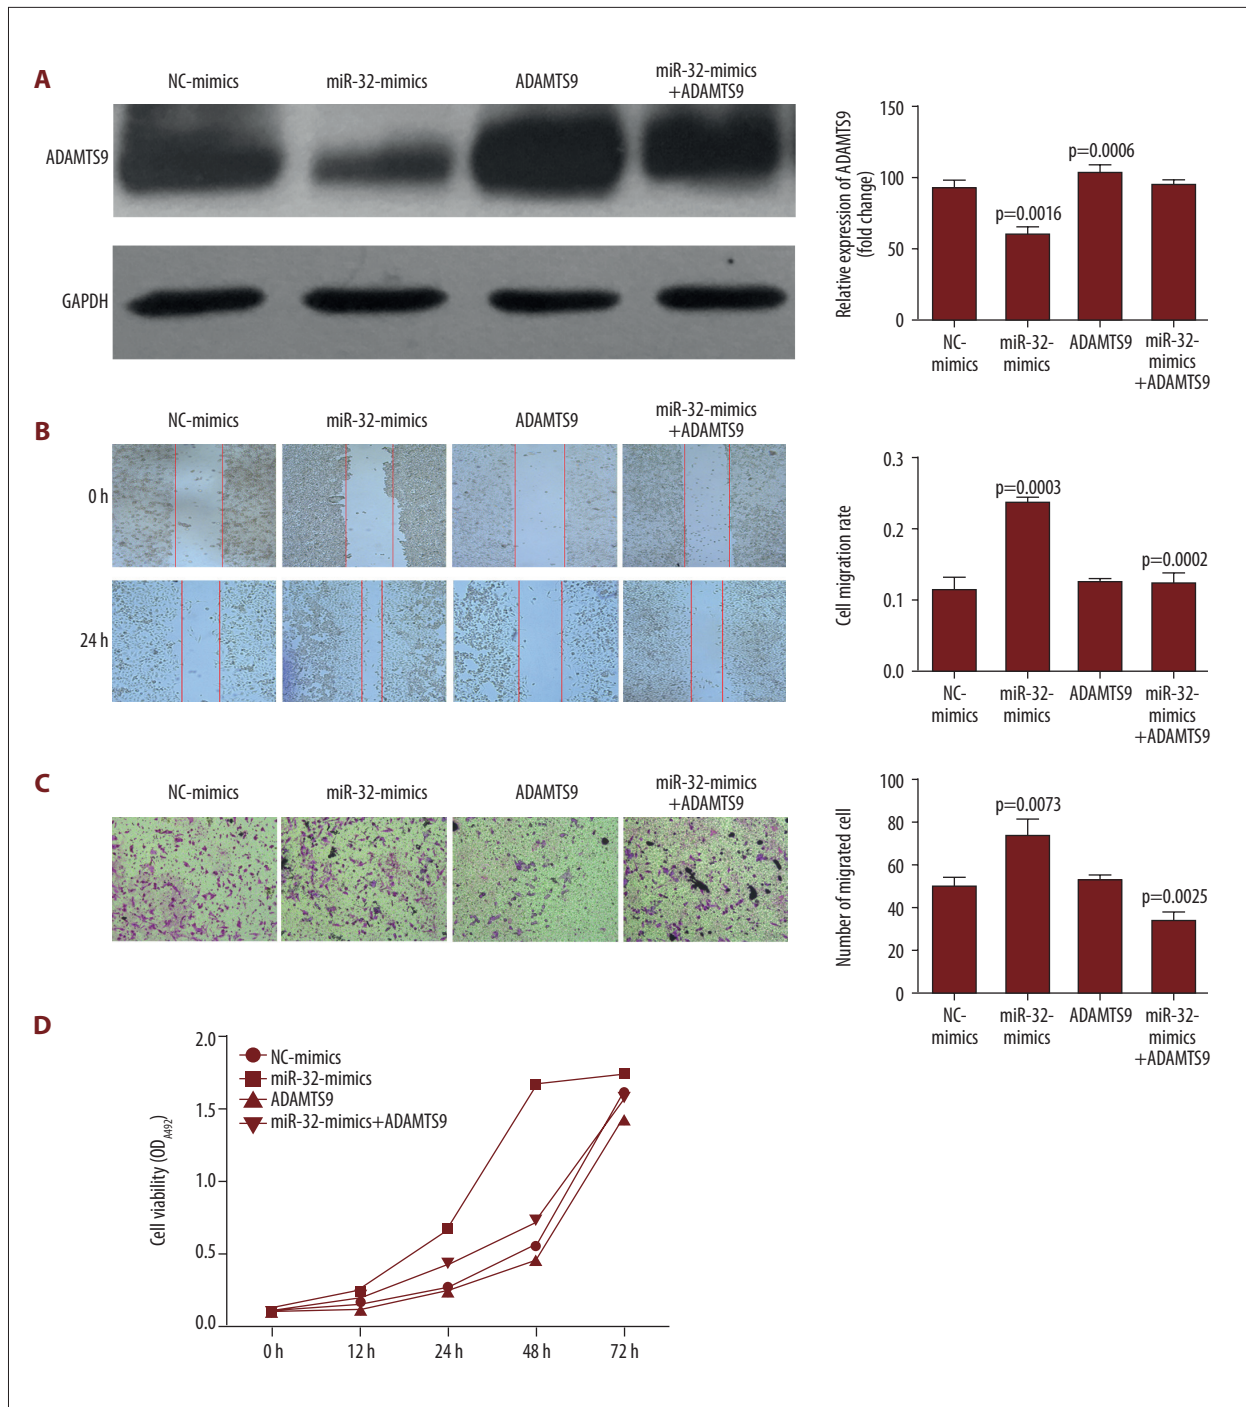 A
NC-mimics
miR-32-mimics
ADAMTS9
miR-32-mimics
+ADAMTS9
ADAMTS9
GAPDH
Relative expression of ADAMTS9
(fold change)
150
100
50
0
p=0.0016
p=0.0006
NC-
mimics
miR-32-
mimics
ADAMTS9
miR-32-
mimics
+ADAMTS9
B
NC-mimics
miR-32-mimics
ADAMTS9
miR-32-mimics
+ADAMTS9
0 h
24 h
Cell migration rate
0.3
0.2
0.1
0.0
p=0.0003
p=0.0002
NC-
mimics
miR-32-
mimics
ADAMTS9
miR-32-
mimics
+ADAMTS9
C
NC-mimics
miR-32-mimics
ADAMTS9
miR-32-mimics
+ADAMTS9
Number of migrated cell
100
80
60
40
20
0
p=0.0073
p=0.0025
NC-
mimics
miR-32-
mimics
ADAMTS9
miR-32-
mimics
+ADAMTS9
D
Cell viability (OD A492)
2.0
1.5
1.0
0.5
0.0
NC-mimics
miR-32-mimics
ADAMTS9
miR-32-mimics+ADAMTS9
0 h
12 h
24 h
48 h
72 h